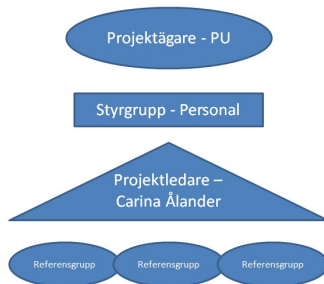 Projektägare - PU
Styrgrupp - Personal
Projektledare –
Carina Ålander
Referensgrupp
Referensgrupp
Referensgrupp